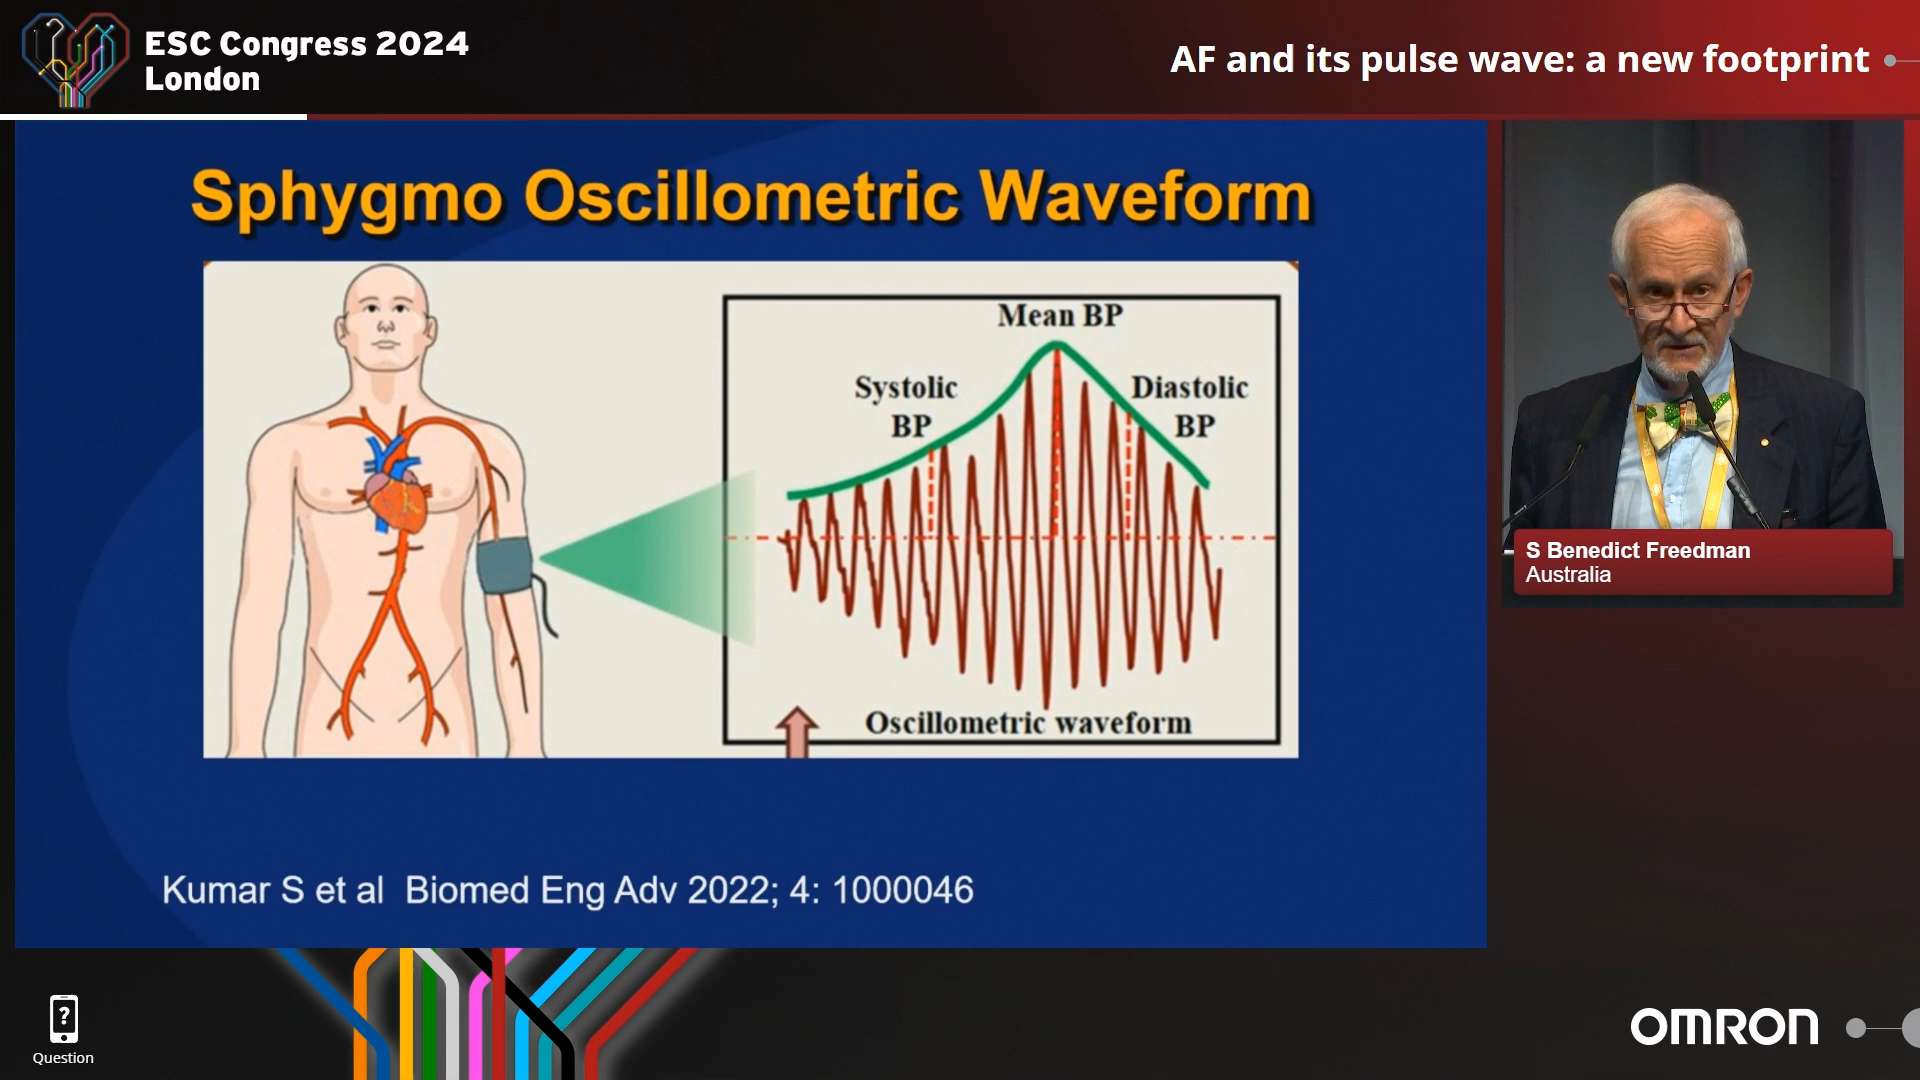 ESC Congress 2024
London
AF and its pulse wave: a new footprint
Sphygmo Oscillometric Waveform
Mean BP
Systolic
BP
Diastolic
BP
Oscillometric waveform
Kumar S et al Biomed Eng Adv 2022; 4: 1000046
S Benedict Freedman
Australia
?
Question
OMRON